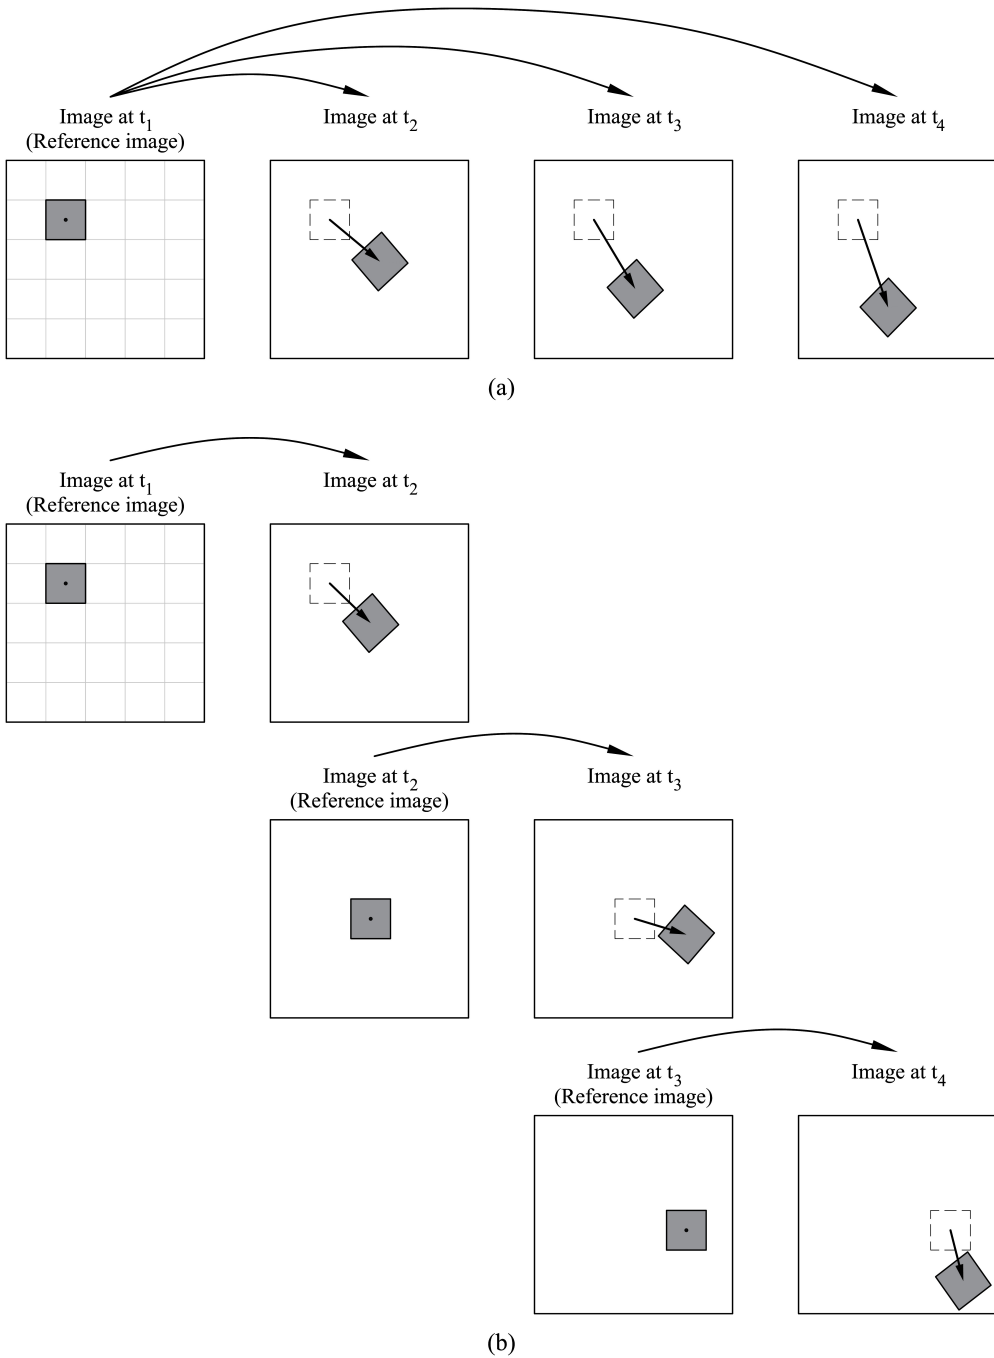 Image at t1 Image at t2 Image at t3 Image at t4
(Reference image)
(a)
Image at t1 Image at t2
(Reference image)
Image at t2 Image at t3
(Reference image)
Image at t3 Image at t4
(Reference image)
(b)